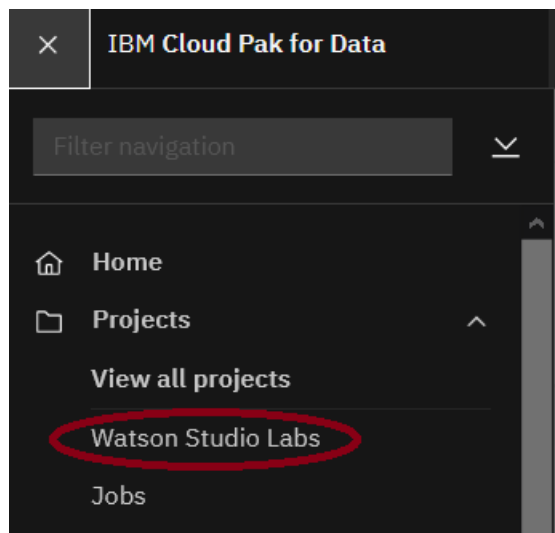 IBM Cloud Pak for Data
Filter navigation
Home
Projects
View all projects
Watson Studio Labs
Jobs